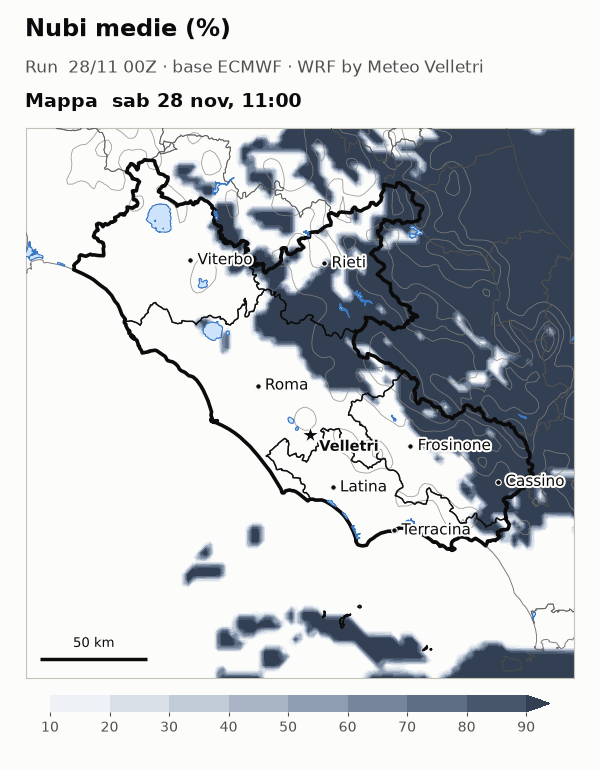 Nubi medie (%)
Run  28/11 00Z · base ECMWF · WRF by Meteo Velletri
Mappa  sab 28 nov, 11:00
Viterbo
Rieti
Roma
Velletri
Frosinone
Latina
Cassino
Terracina
50 km
10 20 30 40 50 60 70 80 90